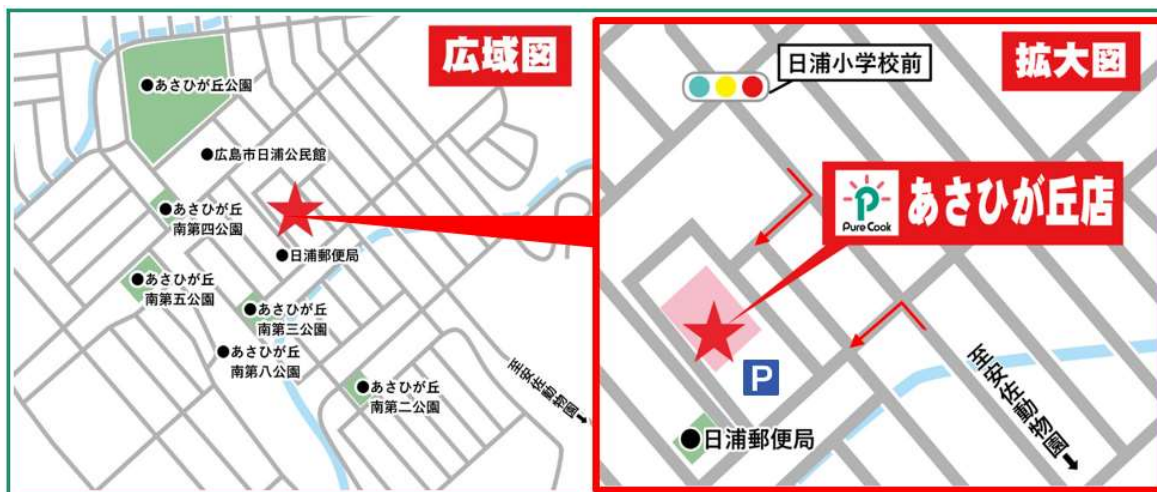 広域図
●あさひが丘公園
●広島市日浦公民館
●あさひが丘
南第四公園
●日浦郵便局
●あさひが丘
南第五公園
●あさひが丘
南第三公園
●あさひが丘
南第八公園
●あさひが丘
南第二公園
至安佐動物園➡
拡大図
日浦小学校前
Pure Cook
あさひが丘店
P
●日浦郵便局
至安佐動物園➡